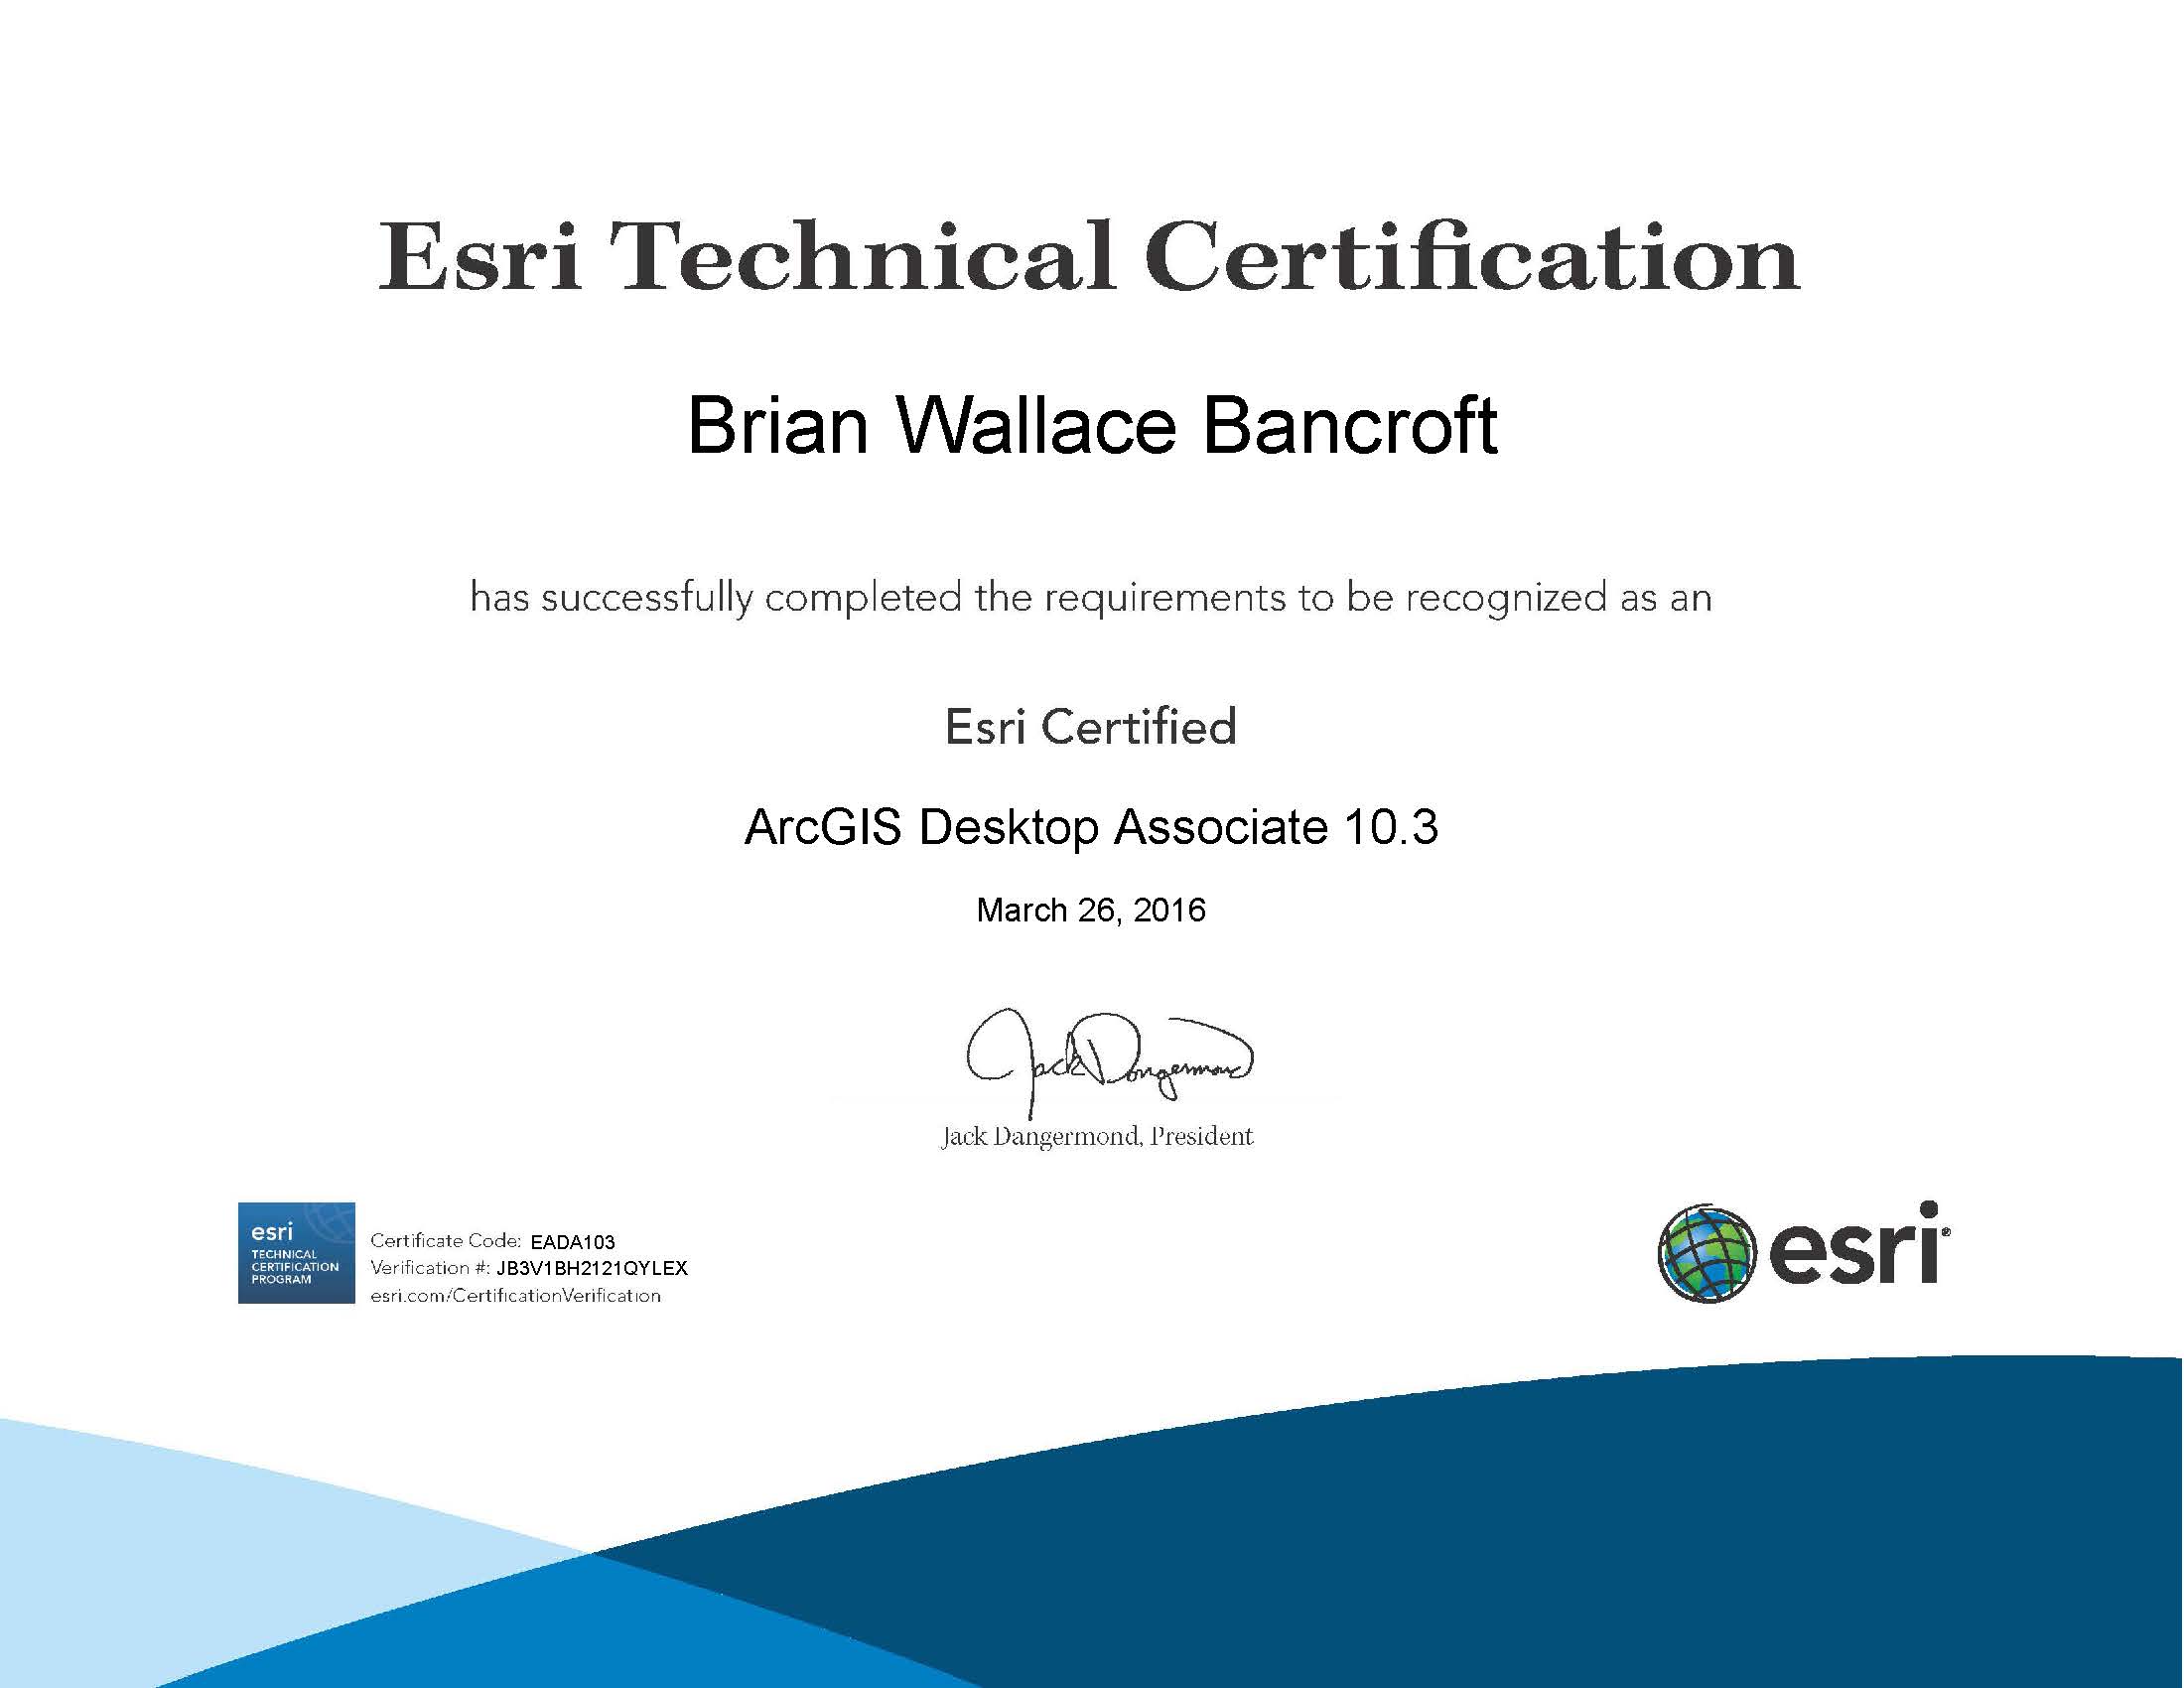 Esri Technical Certification
Brian Wallace Bancroft
has successfully completed the requirements to be recognized as an
Esri Certified
ArcGIS Desktop Associate 10.3
March 26, 2016
Jack Dangermond
Jack Dangermond, President
esri
TECHNICAL
CERTIFICATION
PROGRAM
Certificate Code: EADA103
Verification #: JB3V1BH2121QYLEX
esri.com/CertificationVerification
esri®